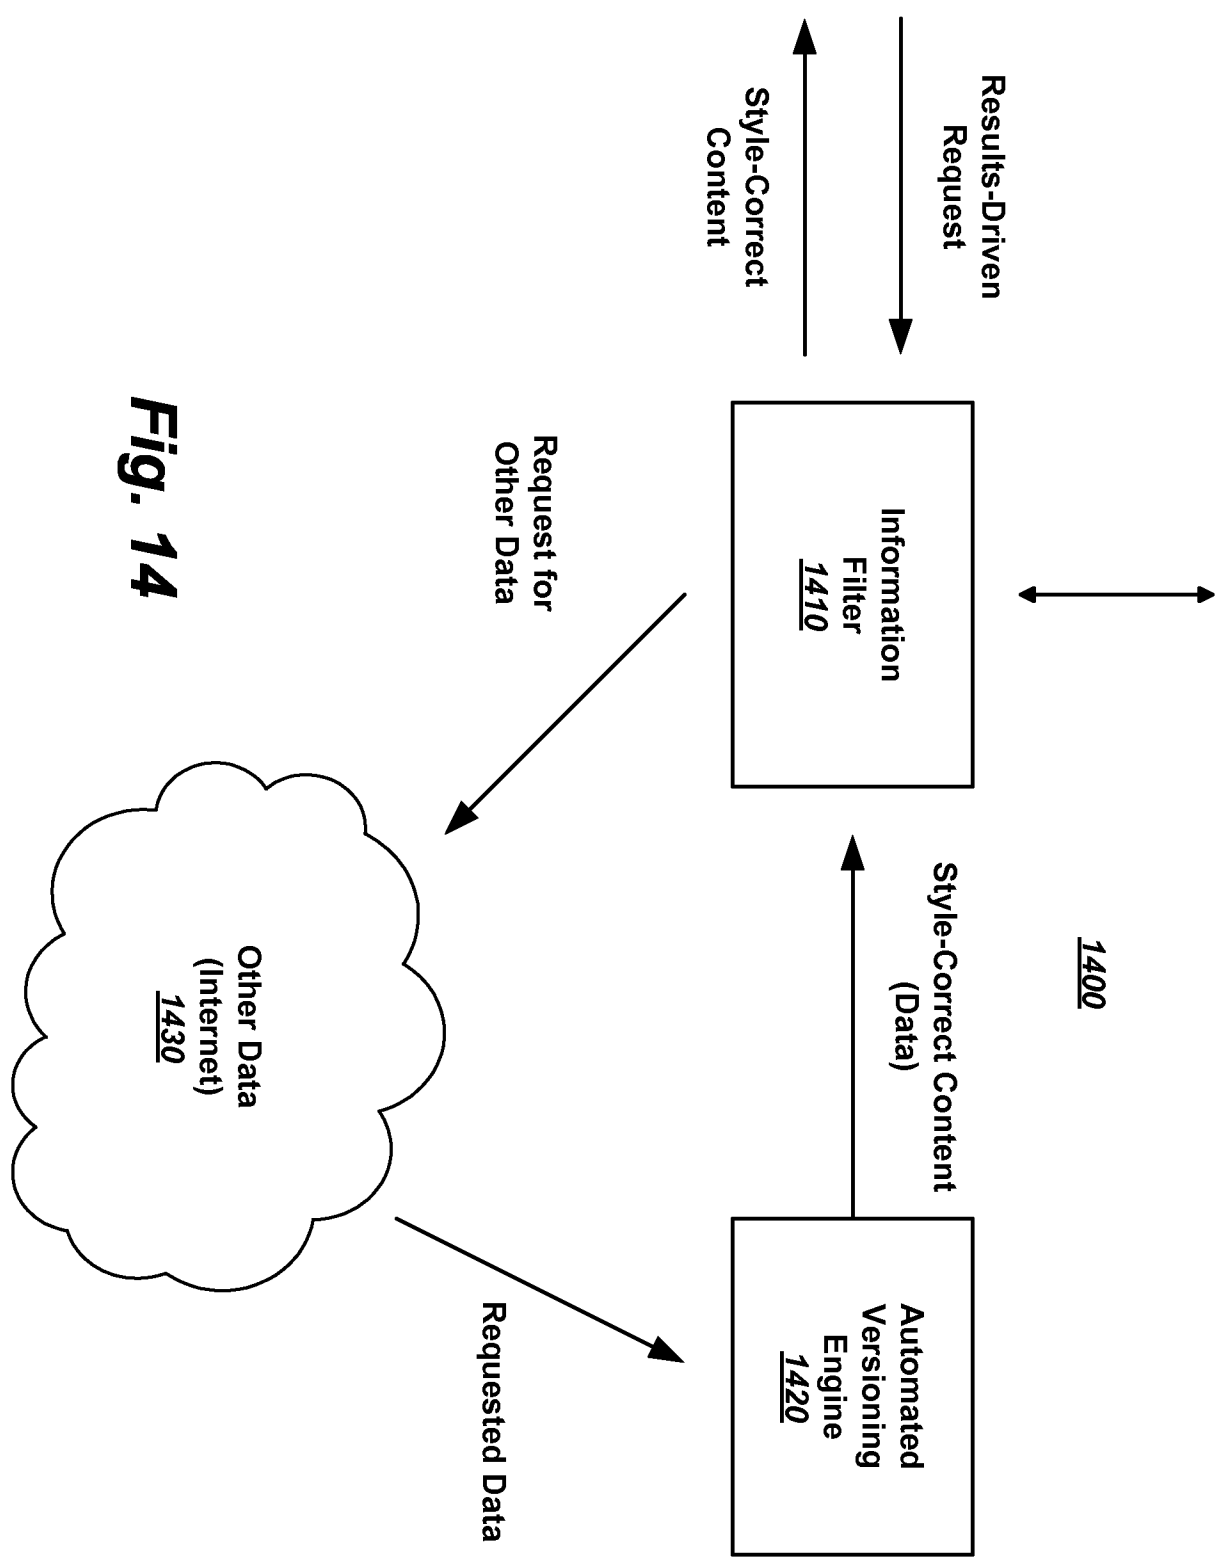 1400
Results-Driven
Request
Style-Correct
Content
Information
Filter
1410
Style-Correct Content
(Data)
Automated
Versioning
Engine
1420
Request for
Other Data
Other Data
(Internet)
1430
Requested Data
Fig. 14